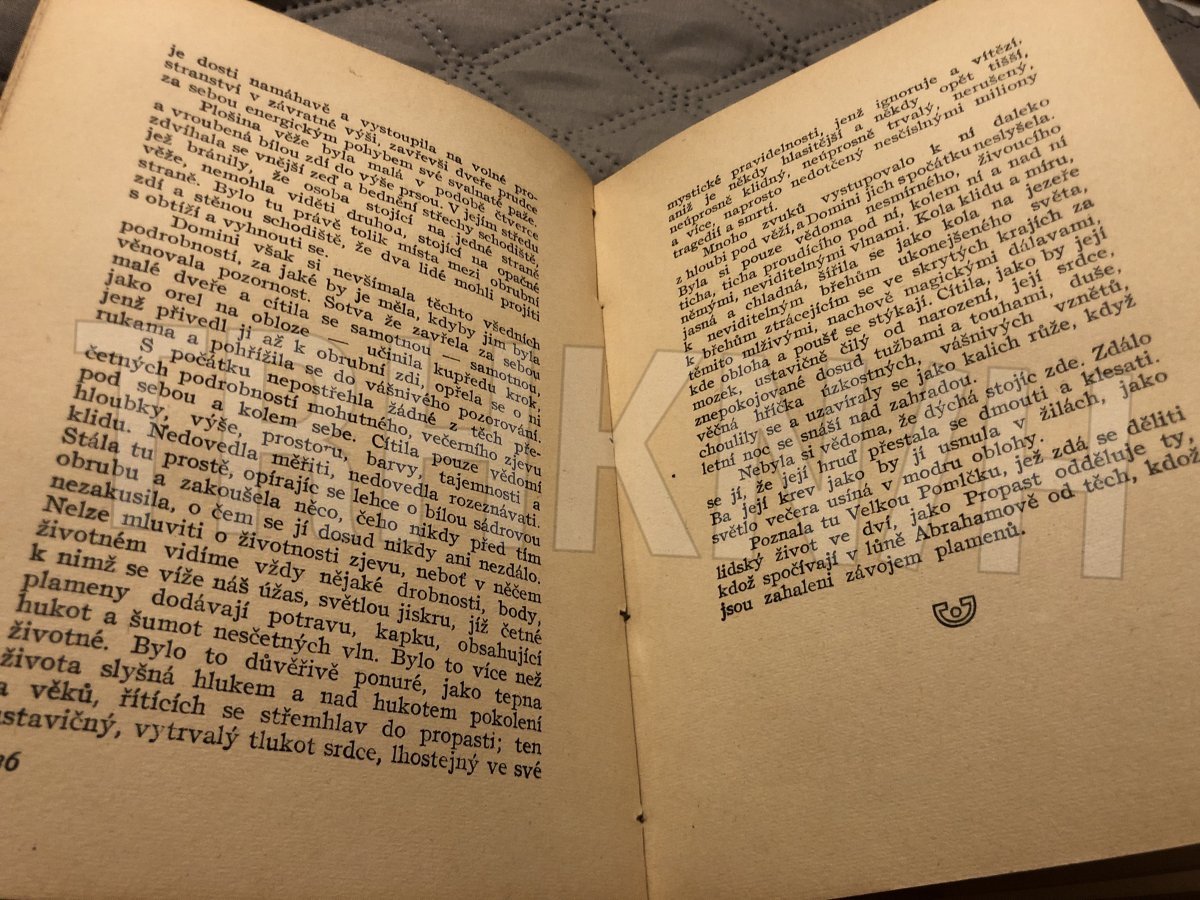 je dosti namáhavě a vystoupila na volné pro-
stranství v závratné výši, zavřevši dveře prudce
za sebou energickým pohybem své svalnaté paže.
Plošina věže byla malá v podobě čtverce
a vroubená bílou zdí do výše prsou. V jejím středu
zdvíhala se vnější zeď a bednění střechy schodiště,
jež bránily, že osoba stojící na jedné straně
věže, nemohla viděti druhou, stojící na opačné
straně. Bylo tu právě tolik místa mezi obrubní
zdí a stěnou schodiště, že dva lidé mohli projíti
s obtíží a vyhnouti se.
Domini však si nevšímala těchto všedních
podrobností, za jaké by je měla, kdyby jim byla
věnovala pozornost. Sotva že zavřela za sebou
malé dveře a cítila se samotnou — samotnou,
jako orel na obloze — učinila kupředu krok,
jenž přivedl ji až k obrubní zdi, opřela se o ni
rukama a pohřížila se do vášnivého pozorování.
S počátku nepostřehla žádné z těch pře-
četných podrobností mohutného, večerního zjevu
pod sebou a kolem sebe. Cítila pouze vědomí
hloubky, výše, prostoru, barvy, tajemnosti a
klidu. Nedovedla měřiti, nedovedla rozeznávati.
Stála tu prostě, opírajíc se lehce o bílou sádrovou
obrubu a zakoušela něco, čeho nikdy před tím
nezakusila, o čem se jí dosud nikdy ani nezdálo.
Nelze mluviti o životnosti zjevu, neboť v něčem
životném vidíme vždy nějaké drobnosti, body,
k nimž se víže náš úžas, světlou jiskru, jíž četné
plameny dodávají potravu, kapku, obsahující
hukot a šumot nesčetných vln. Bylo to více než
životné. Bylo to důvěřivě ponuré, jako tepna
života slyšná hlukem a nad hukotem pokolení
a věků, řítících se střemhlav do propasti; ten
ustavičný, vytrvalý tlukot srdce, lhostejný ve své
mystické pravidelnosti, jenž ignoruje a vítězí,
aniž je někdy hlasitější a někdy opět tišší,
neúprosně klidný, neúprosně trvalý, nerušený,
a více, naprosto nedotčený nesčíslnými miliony
tragedií a smrtí.
Mnoho zvuků vystupovalo k ní daleko
z hloubi pod věží, a Domini jich spočátku neslyšela.
Byla si pouze vědoma nesmírného, živoucího
ticha, ticha proudícího pod ní, kolem ní a nad ní
němými, neviditelnými vlnami. Kola klidu a míru,
jasná a chladná, šířila se jako kola na jezeře
k neviditelným břehům ukonejšeného světa,
k břehům ztrácejícím se ve skrytých krajích za
těmito mlživými, nachově magickými dálavami,
kde obloha a poušť se stýkají. Cítila, jako by její
mozek, ustavičně čilý od narození, její srdce,
znepokojované dosud tužbami a touhami, duše,
věčná hříčka úzkostných, vášnivých vznětů,
choulily se a uzavíraly se jako kalich růže, když
letní noc se snáší nad zahradou.
Nebyla si vědoma, že dýchá stojíc zde. Zdálo
se jí, že její hruď přestala se dmouti a klesati.
Ba její krev jako by jí usnula v žilách, jako
světlo večera usíná v modru oblohy.
Poznala tu Velkou Pomlčku, jež zdá se děliti
lidský život ve dví, jako Propast odděluje ty,
kdož spočívají v lůně Abrahamově od těch, kdož
jsou zahaleni závojem plamenů.